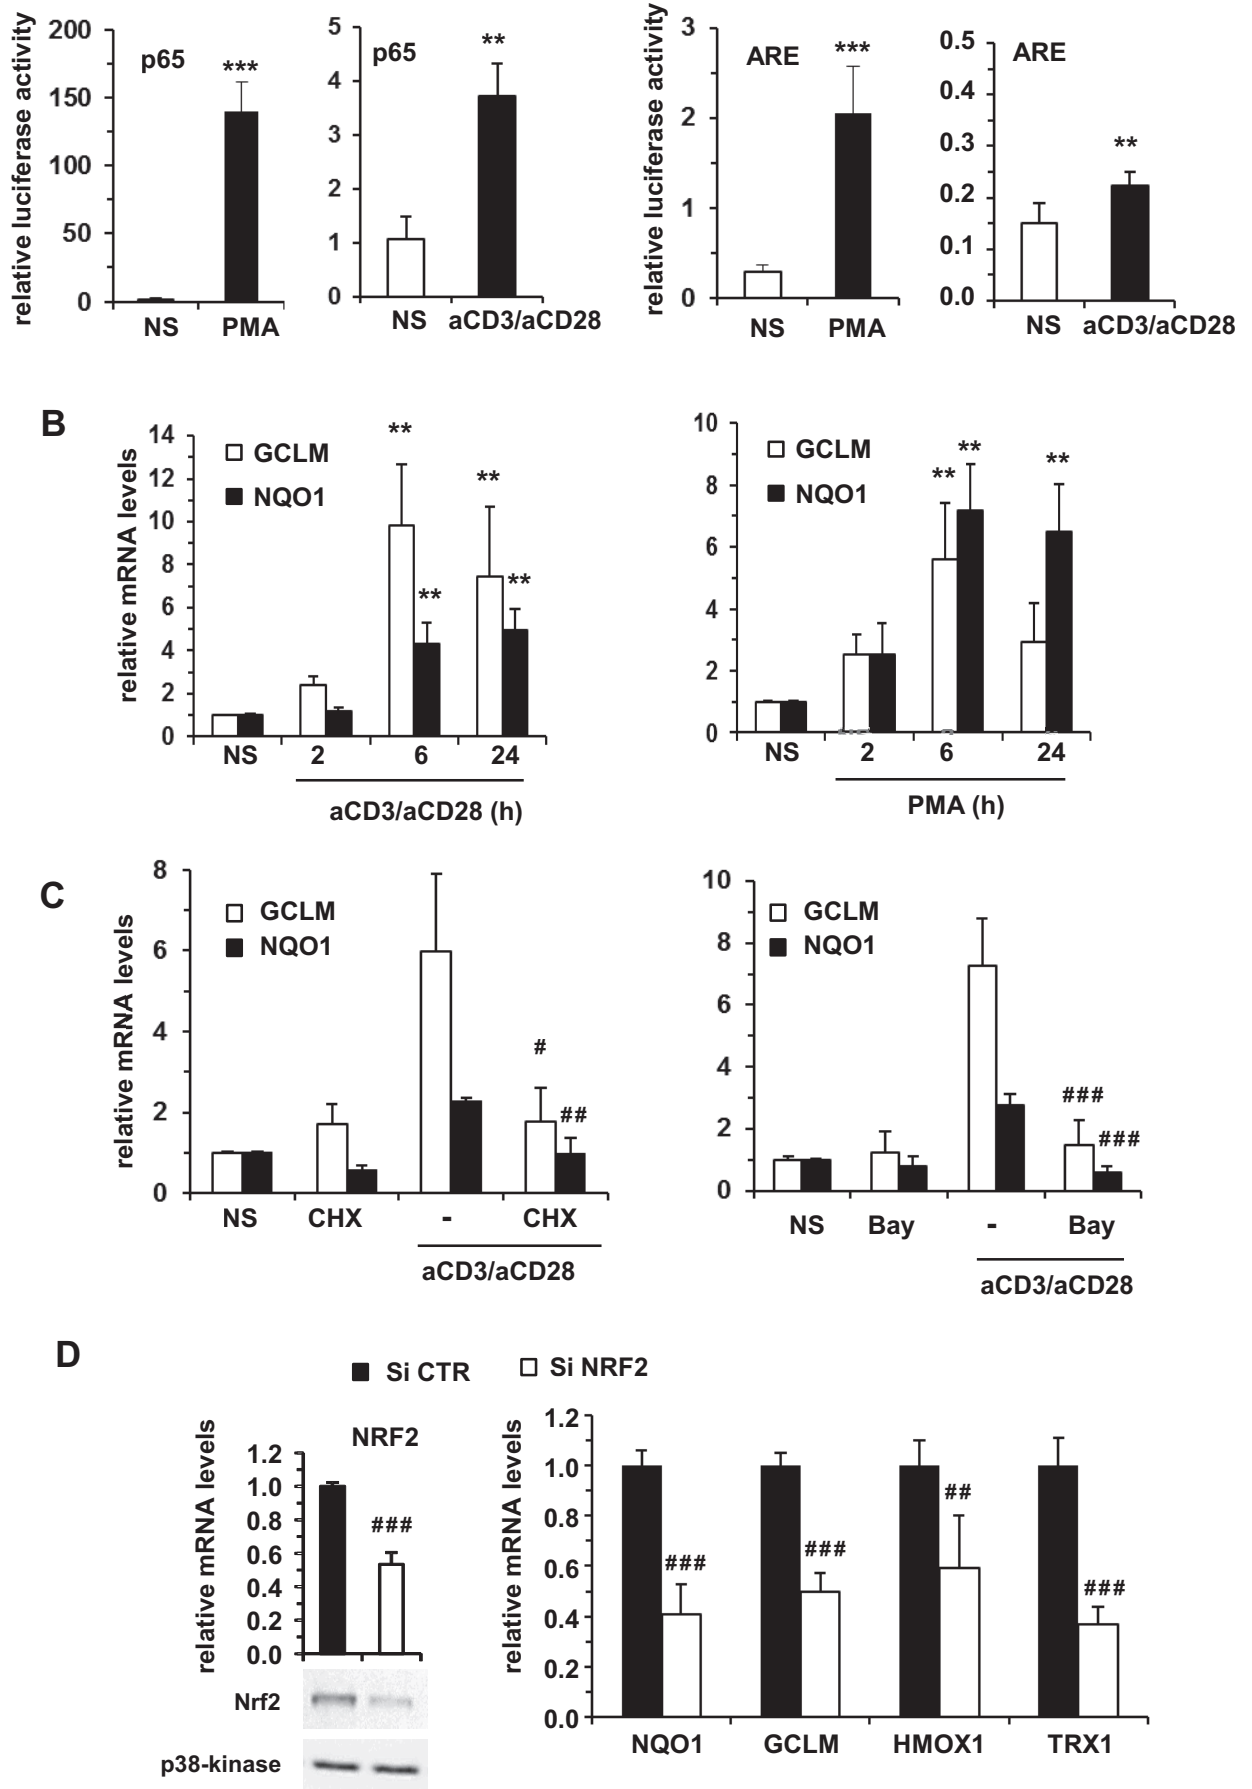 relative luciferase activity
200
150
100
50
0
p65
***
NS PMA
5
4
3
2
1
0
p65
**
NS aCD3/aCD28
relative luciferase activity
3
2
1
0
ARE
***
NS PMA
0.5
0.4
0.3
0.2
0.1
0.0
ARE
**
NS aCD3/aCD28
B
relative mRNA levels
14
12
10
8
6
4
2
0
GCLM
NQO1
**
**
**
**
NS 2 6 24
aCD3/aCD28 (h)
10
8
6
4
2
0
GCLM
NQO1
**
**
**
NS 2 6 24
PMA (h)
C
relative mRNA levels
8
6
4
2
0
GCLM
NQO1
#
##
NS CHX - CHX
aCD3/aCD28
10
8
6
4
2
0
GCLM
NQO1
###
###
NS Bay - Bay
aCD3/aCD28
D
Si CTR Si NRF2
relative mRNA levels
NRF2
1.2
1.0
0.8
0.6
0.4
0.2
0.0
###
Nrf2
p38-kinase
relative mRNA levels
1.2
1.0
0.8
0.6
0.4
0.2
0.0
###
###
##
###
NQO1 GCLM HMOX1 TRX1